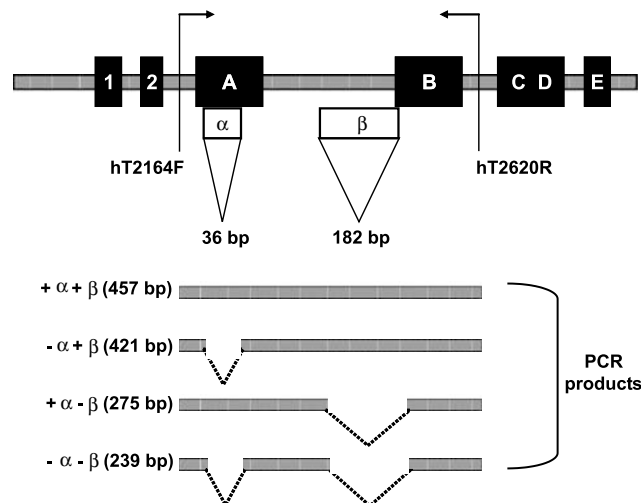 1 2 A B C D E
α β
hT2164F hT2620R
36 bp 182 bp
+ α + β (457 bp)
- α + β (421 bp)
+ α - β (275 bp)
- α - β (239 bp)
PCR
products